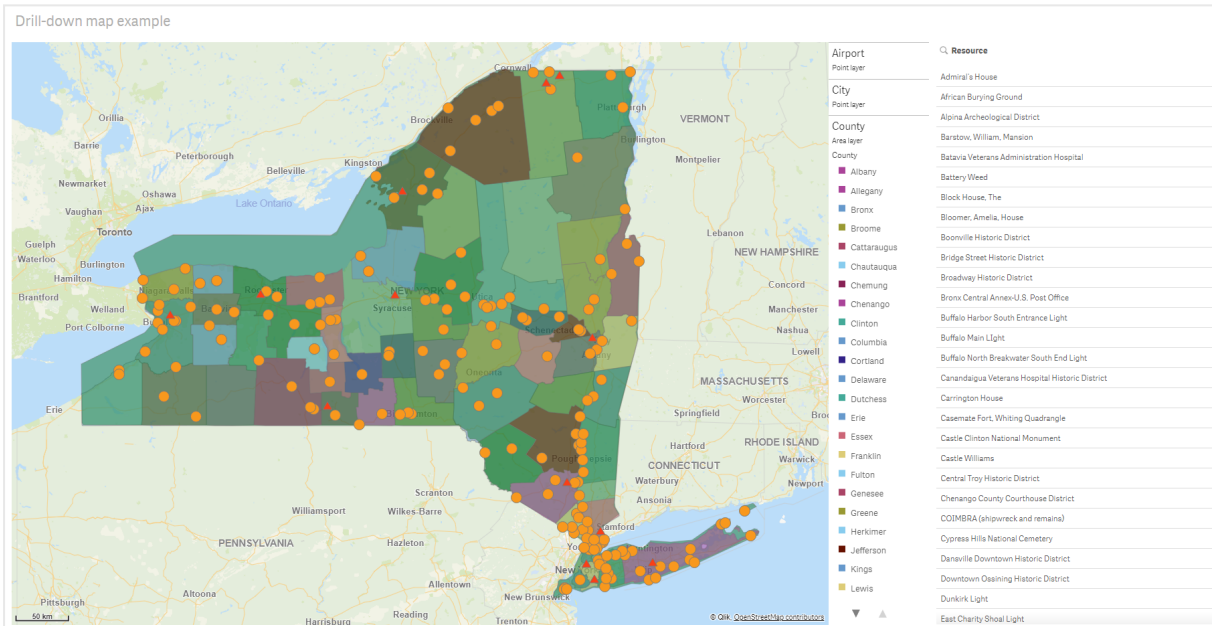 Drill-down map example
Cornwall
Orillia
Barrie
Brockville
Plattsburgh
VERMONT
Burlington
Montpelier
Peterborough
Belleville
Kingston
Newmarket
Oshawa
Vaughan
Ajax
Lake Ontario
Toronto
Lebanon
NEW HAMPSHIRE
Guelph
Waterloo
Burlington
Hamilton
Brantford
Niagara Falls
NEW YORK
Utica
Concord
Manchester
Welland
Syracuse
Schenectady
Nashua
Port Colborne
Lowell
Oneonta
MASSACHUSETTS
Worcester
Erie
Springfield
Hartford
RHODE ISLAND
Warwick
CONNECTICUT
Waterbury
Newport
Scranton
Ansonia
Williamsport
Wilkes-Barre
Stamford
PENNSYLVANIA
Hazleton
Allentown
New Brunswick
Altoona
Pittsburgh
Reading
Trenton
Harrisburg
50 km
© Qlik, OpenStreetMap contributors
Airport
Point layer
City
Point layer
County
Area layer
County
Albany
Allegany
Bronx
Broome
Cattaraugus
Chautauqua
Chemung
Chenango
Clinton
Columbia
Cortland
Delaware
Dutchess
Erie
Essex
Franklin
Fulton
Genesee
Greene
Herkimer
Jefferson
Kings
Lewis
Resource
Admiral's House
African Burying Ground
Alpina Archeological District
Barstow, William, Mansion
Batavia Veterans Administration Hospital
Battery Weed
Block House, The
Bloomer, Amelia, House
Boonville Historic District
Bridge Street Historic District
Broadway Historic District
Bronx Central Annex-U.S. Post Office
Buffalo Harbor South Entrance Light
Buffalo Main LIght
Buffalo North Breakwater South End Light
Canandaigua Veterans Hospital Historic District
Carrington House
Casemate Fort, Whiting Quadrangle
Castle Clinton National Monument
Castle Williams
Central Troy Historic District
Chenango County Courthouse District
COIMBRA (shipwreck and remains)
Cypress Hills National Cemetery
Dansville Downtown Historic District
Downtown Ossining Historic District
Dunkirk Light
East Charity Shoal Light